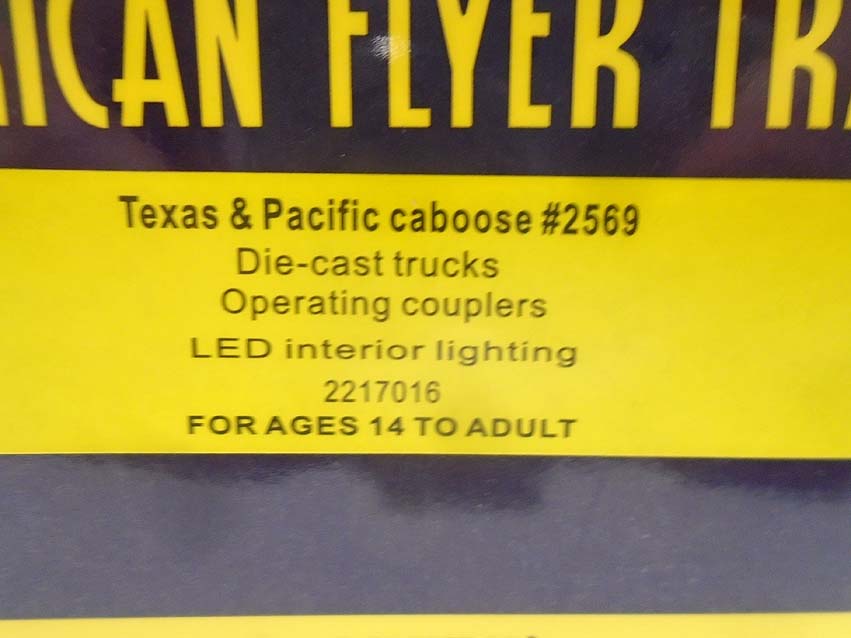 ICAN FLYER TRA
Texas & Pacific caboose #2569
Die-cast trucks
Operating couplers
LED interior lighting
2217016
FOR AGES 14 TO ADULT